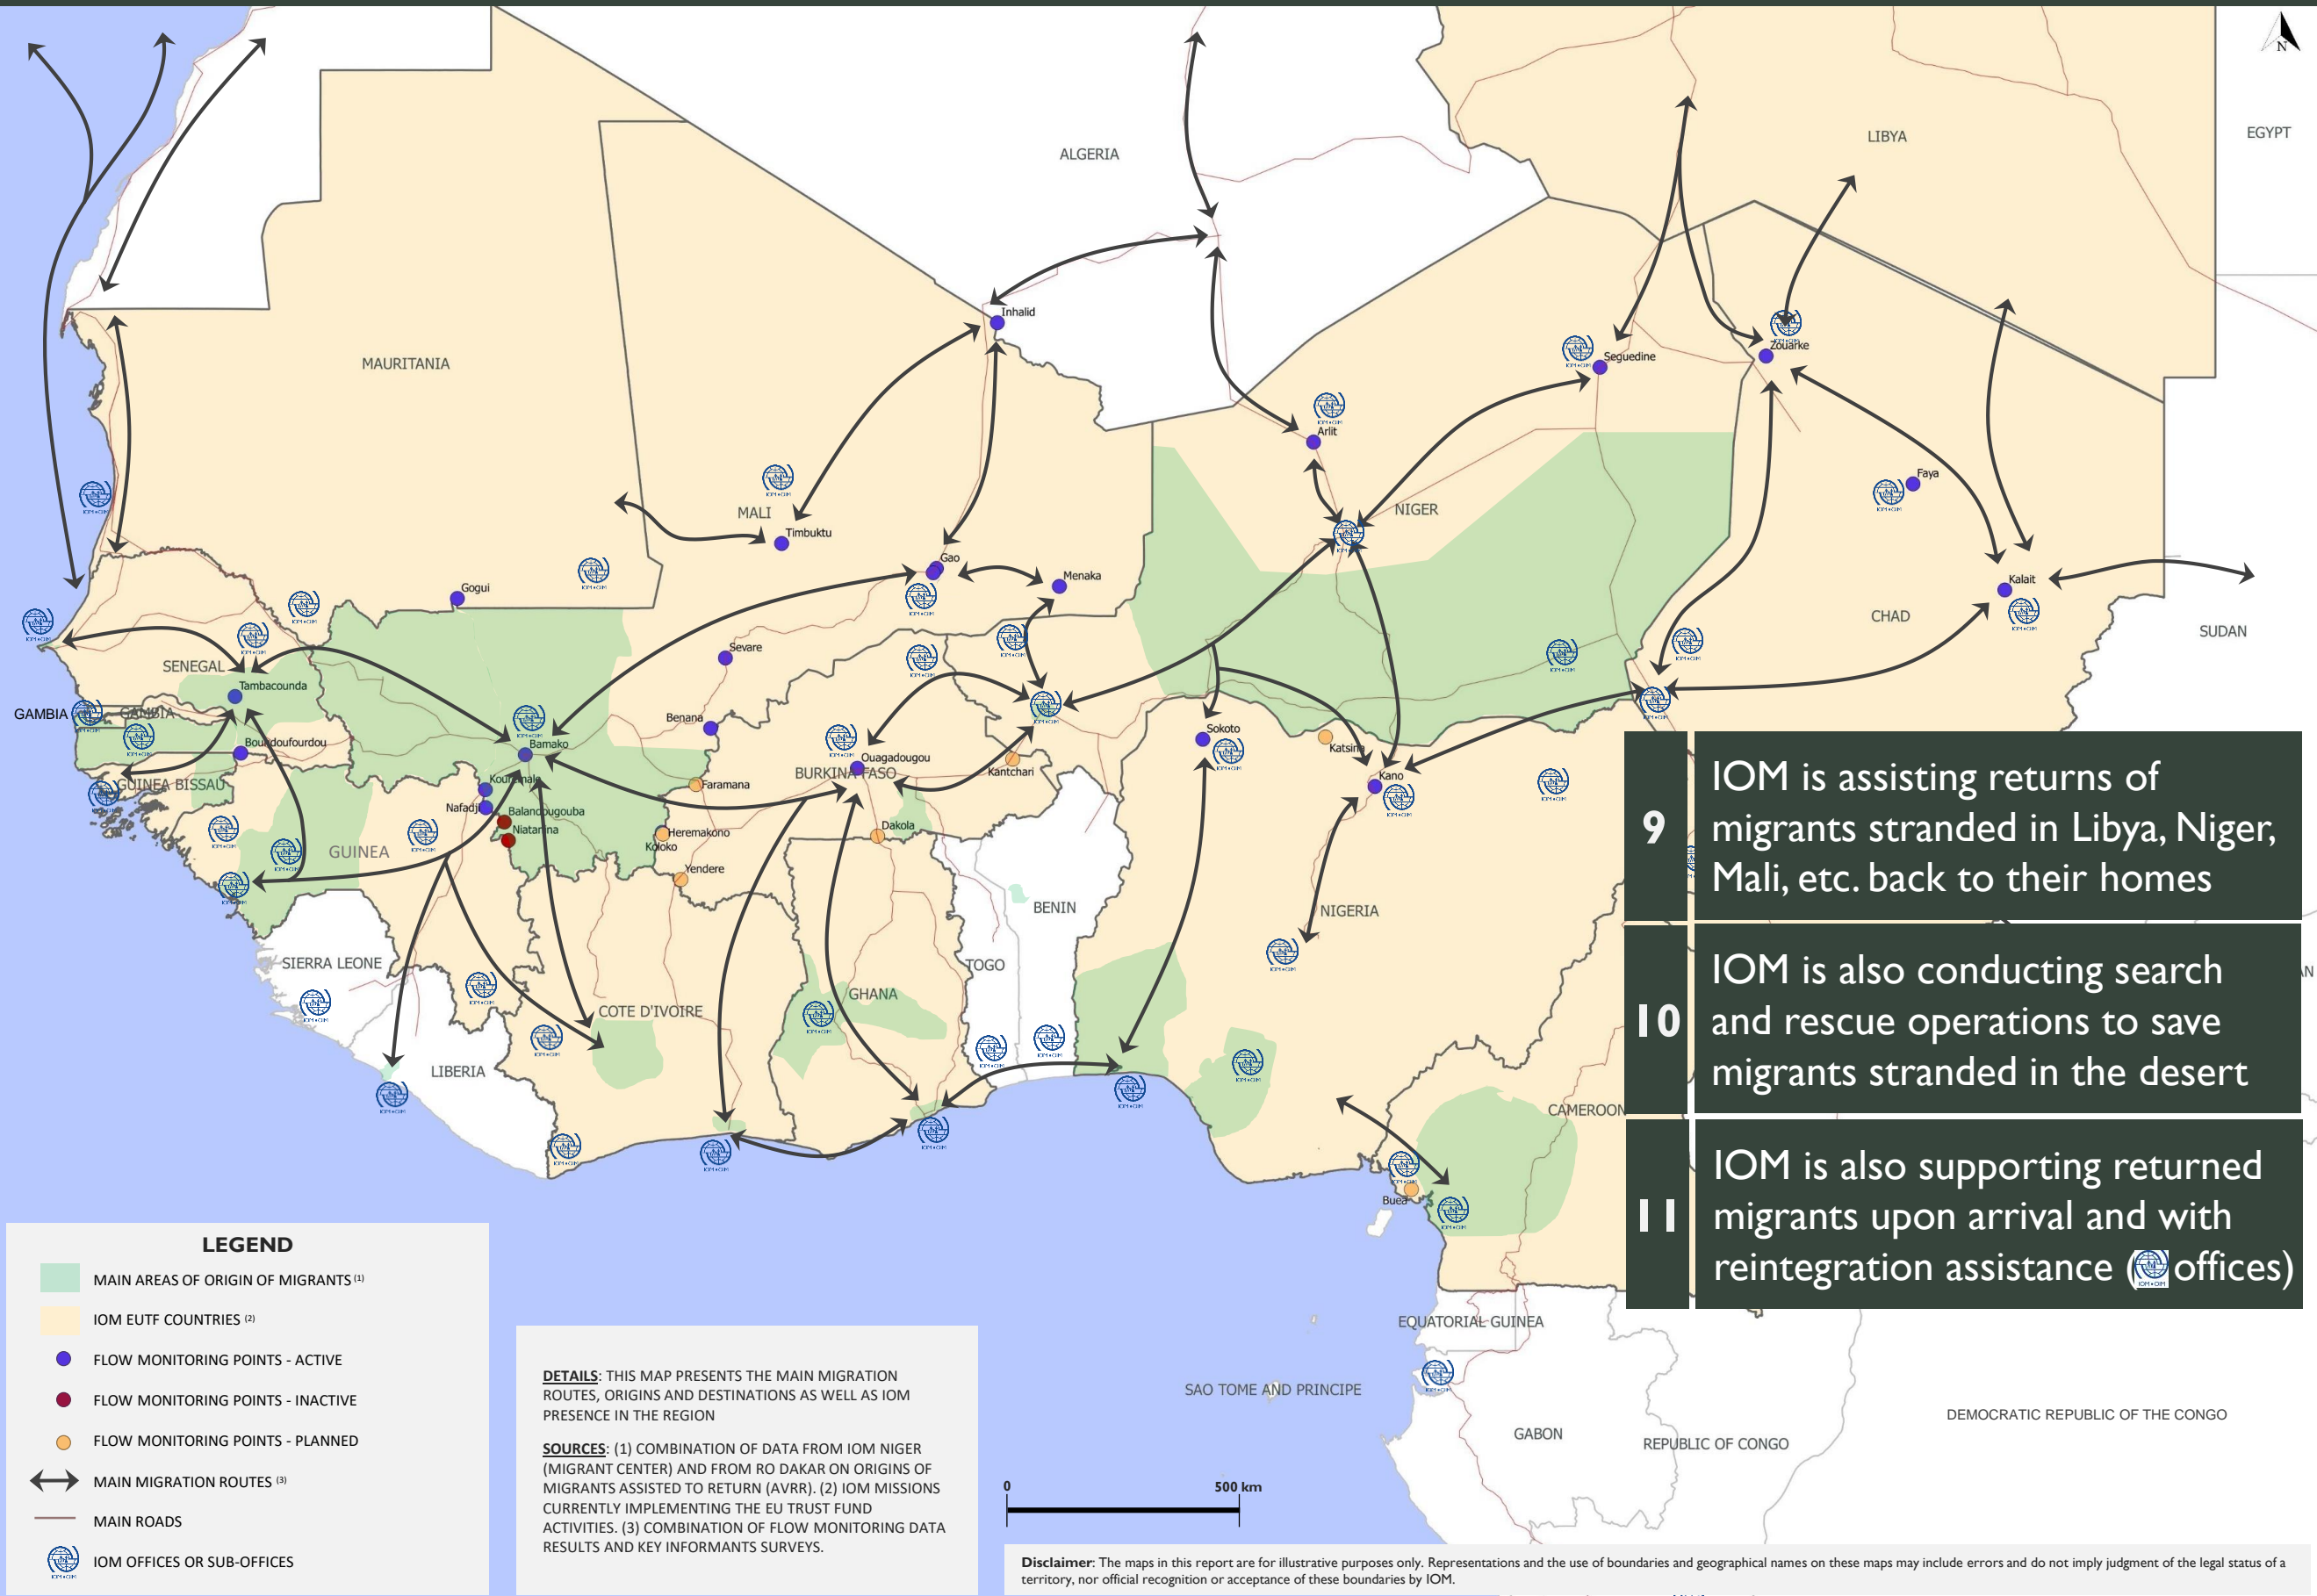 N
ALGERIA
LIBYA
EGYPT
MAURITANIA
Inhalid
Seguedine
Zouarke
Arlit
Faya
NIGER
MALI
Timbuktu
Gao
Menaka
Kalait
Gogui
CHAD
SUDAN
Sevare
SENEGAL
Tambacounda
GAMBIA
GAMBIA
Benana
Sokoto
Katsina
Boundoufourdou
Bamako
Ouagadougou
BURKINA FASO
Kantchari
Kano
GUINEA BISSAU
Kouremale
Faramana
Nafadji
Balandougouba
Niatanina
Heremakono
Koloko
Dakola
GUINEA
Yendere
BENIN
NIGERIA
SIERRA LEONE
TOGO
GHANA
COTE D'IVOIRE
LIBERIA
CAMEROON
Buea
EQUATORIAL GUINEA
SAO TOME AND PRINCIPE
GABON
REPUBLIC OF CONGO
DEMOCRATIC REPUBLIC OF THE CONGO
9
IOM is assisting returns of
migrants stranded in Libya, Niger,
Mali, etc. back to their homes
10
IOM is also conducting search
and rescue operations to save
migrants stranded in the desert
11
IOM is also supporting returned
migrants upon arrival and with
reintegration assistance (IOM•OIM offices)
LEGEND
MAIN AREAS OF ORIGIN OF MIGRANTS (1)
IOM EUTF COUNTRIES (2)
FLOW MONITORING POINTS - ACTIVE
FLOW MONITORING POINTS - INACTIVE
FLOW MONITORING POINTS - PLANNED
MAIN MIGRATION ROUTES (3)
MAIN ROADS
IOM•OIM
IOM OFFICES OR SUB-OFFICES
DETAILS: THIS MAP PRESENTS THE MAIN MIGRATION
ROUTES, ORIGINS AND DESTINATIONS AS WELL AS IOM
PRESENCE IN THE REGION
SOURCES: (1) COMBINATION OF DATA FROM IOM NIGER
(MIGRANT CENTER) AND FROM RO DAKAR ON ORIGINS OF
MIGRANTS ASSISTED TO RETURN (AVRR). (2) IOM MISSIONS
CURRENTLY IMPLEMENTING THE EU TRUST FUND
ACTIVITIES. (3) COMBINATION OF FLOW MONITORING DATA
RESULTS AND KEY INFORMANTS SURVEYS.
0 500 km
Disclaimer: The maps in this report are for illustrative purposes only. Representations and the use of boundaries and geographical names on these maps may include errors and do not imply judgment of the legal status of a
territory, nor official recognition or acceptance of these boundaries by IOM.